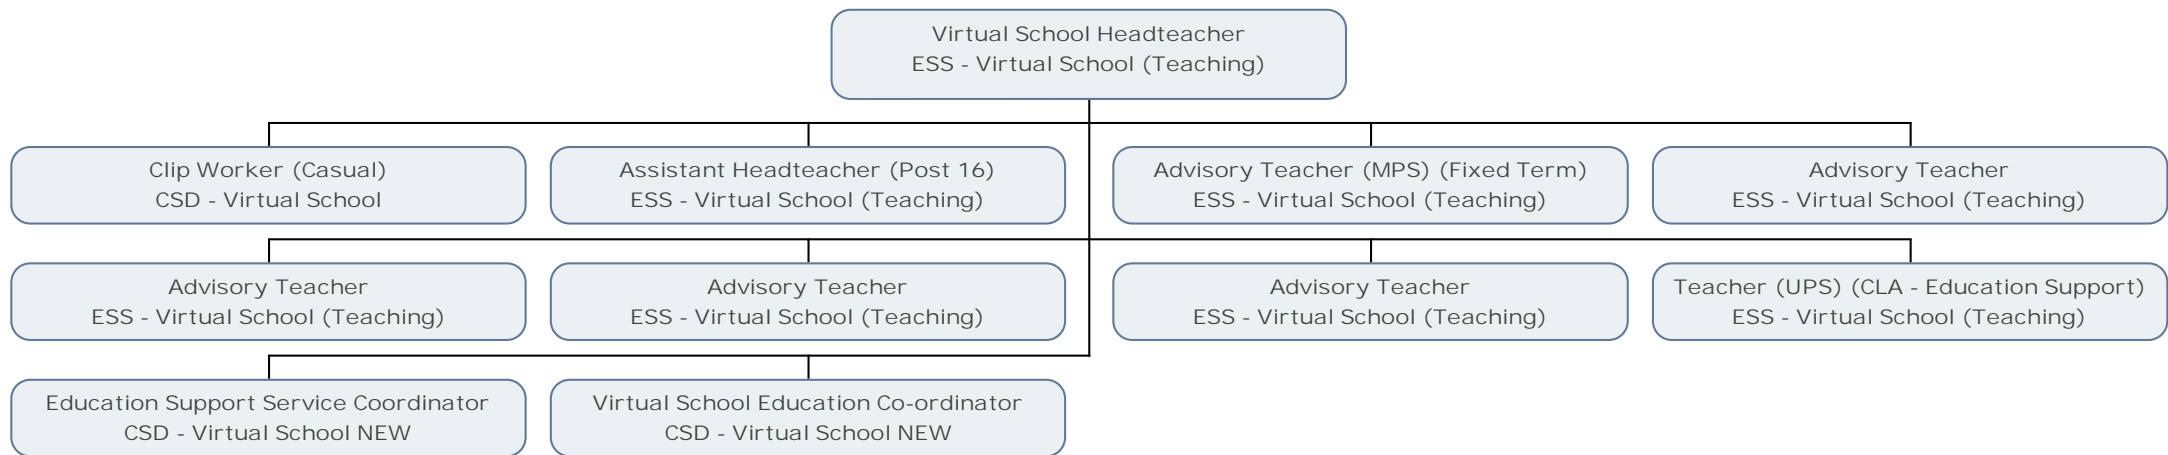 Virtual School Headteacher
ESS - Virtual School (Teaching)
Clip Worker (Casual)
CSD - Virtual School
Assistant Headteacher (Post 16)
ESS - Virtual School (Teaching)
Advisory Teacher (MPS) (Fixed Term)
ESS - Virtual School (Teaching)
Advisory Teacher
ESS - Virtual School (Teaching)
Advisory Teacher
ESS - Virtual School (Teaching)
Advisory Teacher
ESS - Virtual School (Teaching)
Advisory Teacher
ESS - Virtual School (Teaching)
Teacher (UPS) (CLA - Education Support)
ESS - Virtual School (Teaching)
Education Support Service Coordinator
CSD - Virtual School NEW
Virtual School Education Co-ordinator
CSD - Virtual School NEW